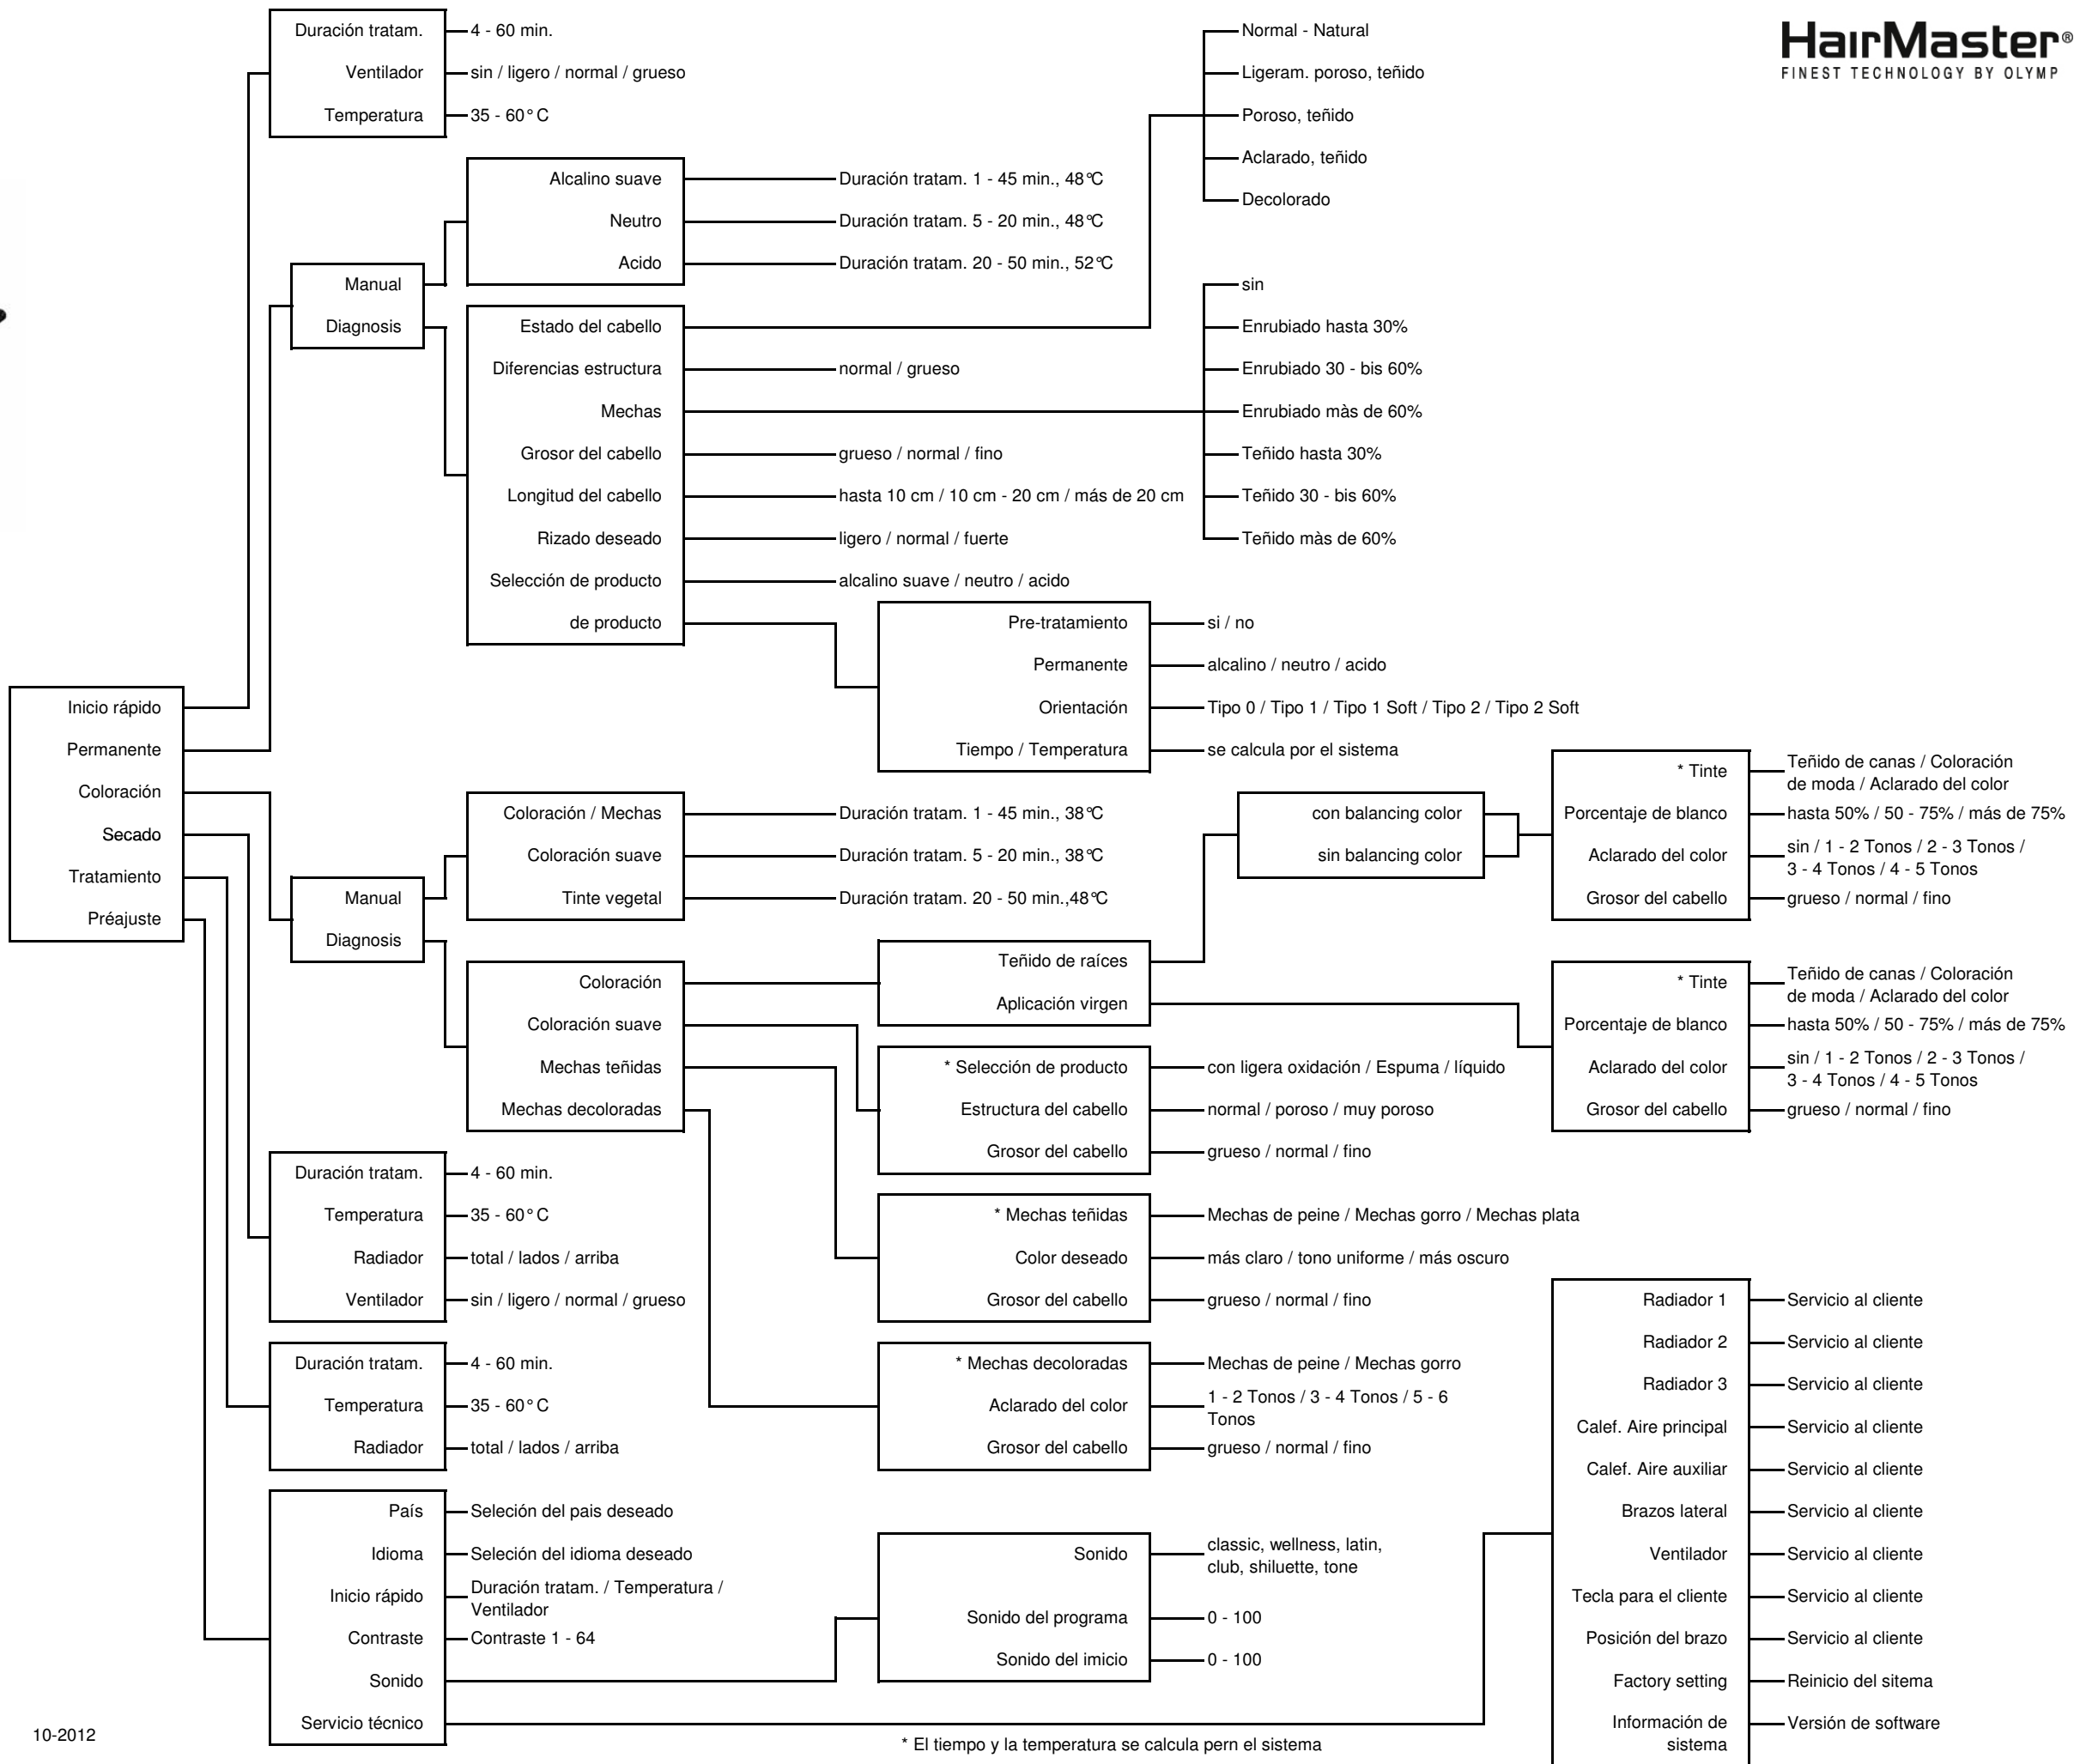 HairMaster®
FINEST TECHNOLOGY BY OLYMP
Duración tratam.
4 - 60 min.
Ventilador
sin / ligero / normal / grueso
Temperatura
35 - 60° C
Normal - Natural
Ligeram. poroso, teñido
Poroso, teñido
Aclarado, teñido
Decolorado
Alcalino suave
Duración tratam. 1 - 45 min., 48°C
Neutro
Duración tratam. 5 - 20 min., 48°C
Acido
Duración tratam. 20 - 50 min., 52°C
Manual
Diagnosis
Estado del cabello
Diferencias estructura
normal / grueso
Mechas
Grosor del cabello
grueso / normal / fino
Longitud del cabello
hasta 10 cm / 10 cm - 20 cm / más de 20 cm
Rizado deseado
ligero / normal / fuerte
Selección de producto
alcalino suave / neutro / acido
de producto
sin
Enrubiado hasta 30%
Enrubiado 30 - bis 60%
Enrubiado màs de 60%
Teñido hasta 30%
Teñido 30 - bis 60%
Teñido màs de 60%
Pre-tratamiento
si / no
Permanente
alcalino / neutro / acido
Orientación
Tipo 0 / Tipo 1 / Tipo 1 Soft / Tipo 2 / Tipo 2 Soft
Tiempo / Temperatura
se calcula por el sistema
Inicio rápido
Permanente
Coloración
Secado
Tratamiento
Préajuste
Manual
Diagnosis
Coloración / Mechas
Duración tratam. 1 - 45 min., 38°C
Coloración suave
Duración tratam. 5 - 20 min., 38°C
Tinte vegetal
Duración tratam. 20 - 50 min.,48°C
con balancing color
sin balancing color
* Tinte
Teñido de canas / Coloración
de moda / Aclarado del color
Porcentaje de blanco
hasta 50% / 50 - 75% / más de 75%
Aclarado del color
sin / 1 - 2 Tonos / 2 - 3 Tonos /
3 - 4 Tonos / 4 - 5 Tonos
Grosor del cabello
grueso / normal / fino
Coloración
Coloración suave
Mechas teñidas
Mechas decoloradas
Teñido de raíces
Aplicación virgen
* Tinte
Teñido de canas / Coloración
de moda / Aclarado del color
Porcentaje de blanco
hasta 50% / 50 - 75% / más de 75%
Aclarado del color
sin / 1 - 2 Tonos / 2 - 3 Tonos /
3 - 4 Tonos / 4 - 5 Tonos
Grosor del cabello
grueso / normal / fino
* Selección de producto
con ligera oxidación / Espuma / líquido
Estructura del cabello
normal / poroso / muy poroso
Grosor del cabello
grueso / normal / fino
Duración tratam.
4 - 60 min.
Temperatura
35 - 60° C
Radiador
total / lados / arriba
Ventilador
sin / ligero / normal / grueso
* Mechas teñidas
Mechas de peine / Mechas gorro / Mechas plata
Color deseado
más claro / tono uniforme / más oscuro
Grosor del cabello
grueso / normal / fino
Duración tratam.
4 - 60 min.
Temperatura
35 - 60° C
Radiador
total / lados / arriba
* Mechas decoloradas
Mechas de peine / Mechas gorro
Aclarado del color
1 - 2 Tonos / 3 - 4 Tonos / 5 - 6
Tonos
Grosor del cabello
grueso / normal / fino
País
Seleción del pais deseado
Idioma
Seleción del idioma deseado
Inicio rápido
Duración tratam. / Temperatura /
Ventilador
Contraste
Contraste 1 - 64
Sonido
Servicio técnico
Sonido
classic, wellness, latin,
club, shiluette, tone
Sonido del programa
0 - 100
Sonido del imicio
0 - 100
Radiador 1
Servicio al cliente
Radiador 2
Servicio al cliente
Radiador 3
Servicio al cliente
Calef. Aire principal
Servicio al cliente
Calef. Aire auxiliar
Servicio al cliente
Brazos lateral
Servicio al cliente
Ventilador
Servicio al cliente
Tecla para el cliente
Servicio al cliente
Posición del brazo
Servicio al cliente
Factory setting
Reinicio del sitema
Información de
sistema
Versión de software
10-2012
* El tiempo y la temperatura se calcula pern el sistema